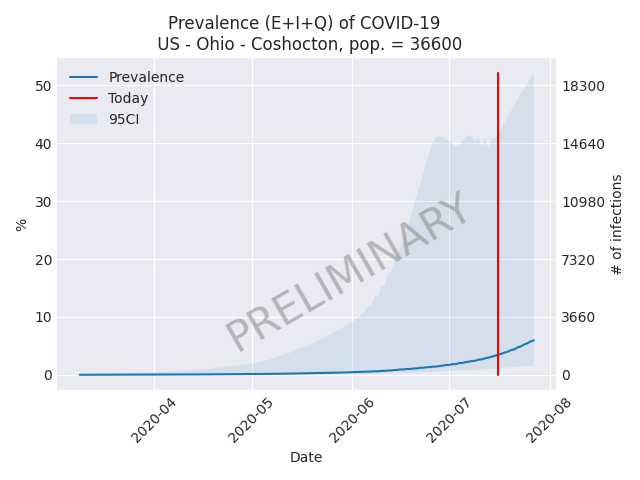 Prevalence (E+I+Q) of COVID-19
US - Ohio - Coshocton, pop. = 36600
Prevalence
Today
95CI
50
40
30
20
10
0
%
18300
14640
10980
7320
3660
0
# of infections
PRELIMINARY
2020-04
2020-05
2020-06
2020-07
2020-08
Date